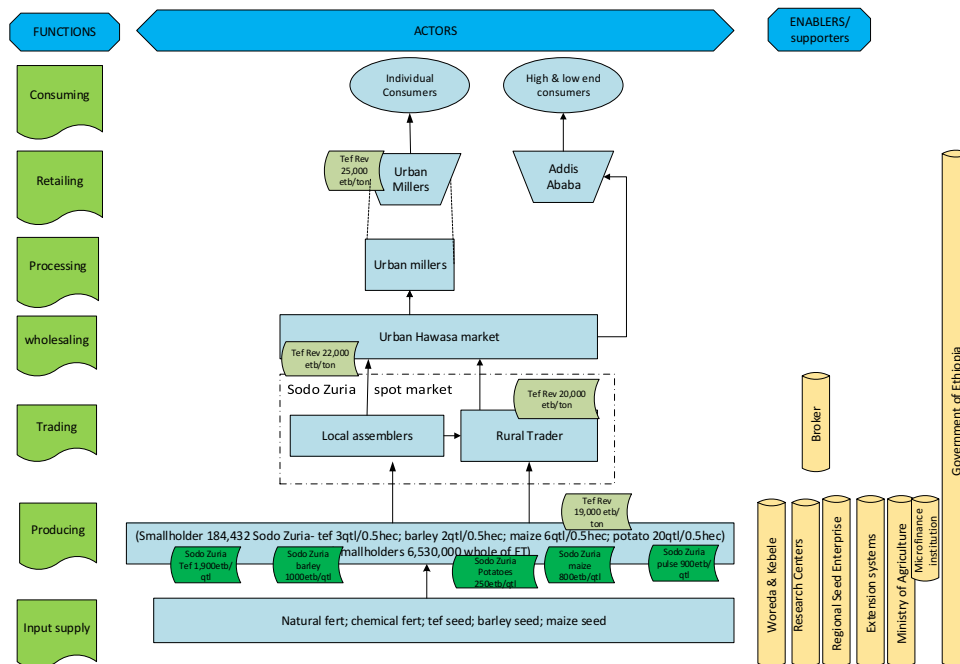 FUNCTIONS
ACTORS
ENABLERS/
supporters
Consuming
Individual
Consumers
High & low end
consumers
Retailing
Tef Rev
25,000
etb/ton
Urban
Millers
Addis
Ababa
Processing
Urban millers
wholesaling
Urban Hawasa market
Tef Rev 22,000
etb/ton
Sodo Zuria spot market
Tef Rev 20,000
etb/ton
Trading
Local assemblers
Rural Trader
Broker
Government of Ethiopia
Tef Rev
19,000 etb/
ton
Producing
(Smallholder 184,432 Sodo Zuria- tef 3qtl/0.5hec; barley 2qtl/0.5hec; maize 6qtl/0.5hec; potato 20qtl/0.5hec)
mallholders 6,530,000 whole of ET)
Sodo Zuria
Tef 1,900etb/
qtl
Sodo Zuria
barley
1000etb/qtl
Sodo Zuria
Potatoes
250etb/qtl
Sodo Zuria
maize
800etb/qtl
Sodo Zuria
pulse 900etb/
qtl
Input supply
Natural fert; chemical fert; tef seed; barley seed; maize seed
Woreda & Kebele
Research Centers
Regional Seed Enterprise
Extension systems
Ministry of Agriculture
Microfinance
institution